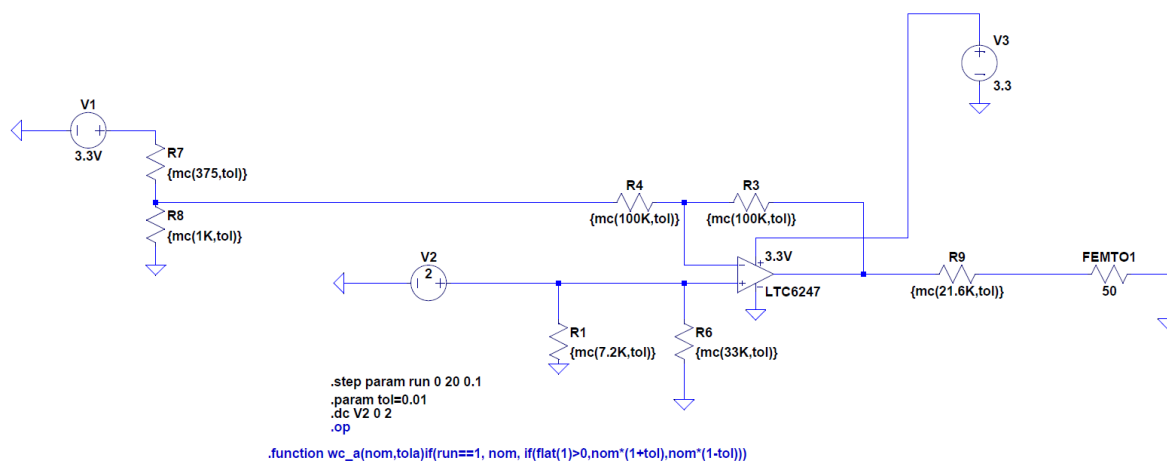 V3
3.3
V1
3.3V
R7
{mc(375,tol)}
R8
{mc(1K,tol)}
R4
{mc(100K,tol)}
R3
{mc(100K,tol)}
3.3V
LTC6247
V2
2
R9
{mc(21.6K,tol)}
FEMTO1
50
R1
{mc(7.2K,tol)}
R6
{mc(33K,tol)}
.step param run 0 20 0.1
.param tol=0.01
.dc V2 0 2
.op
.function wc_a(nom,tola)if(run==1, nom, if(flat(1)>0,nom*(1+tol),nom*(1-tol)))